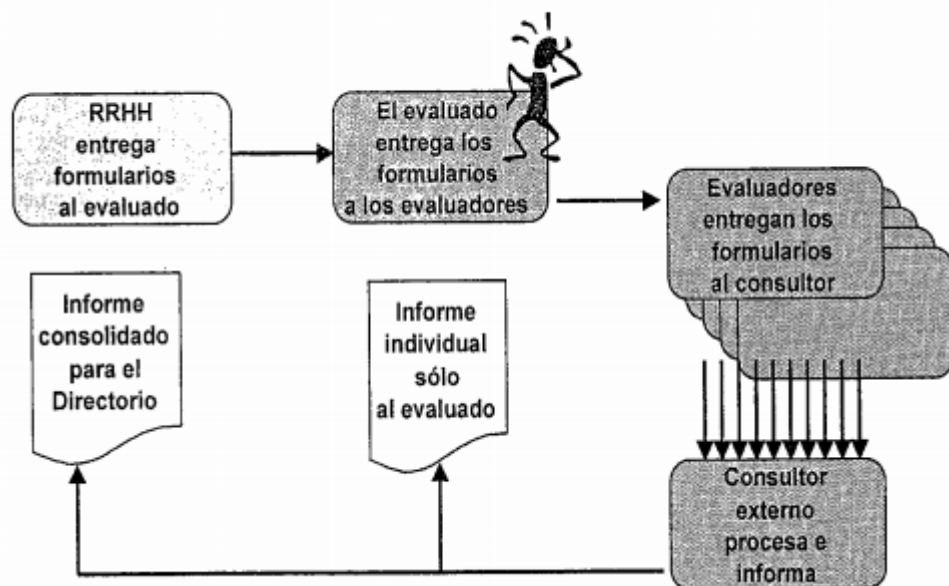 RRHH
entrega
formularios
al evaluado
El evaluado
entrega los
formularios
a los evaluadores
Evaluadores
entregan los
formularios
al consultor
Informe
consolidado
para el
Directorio
Informe
individual
sólo
al evaluado
Consultor
externo
procesa e
informa